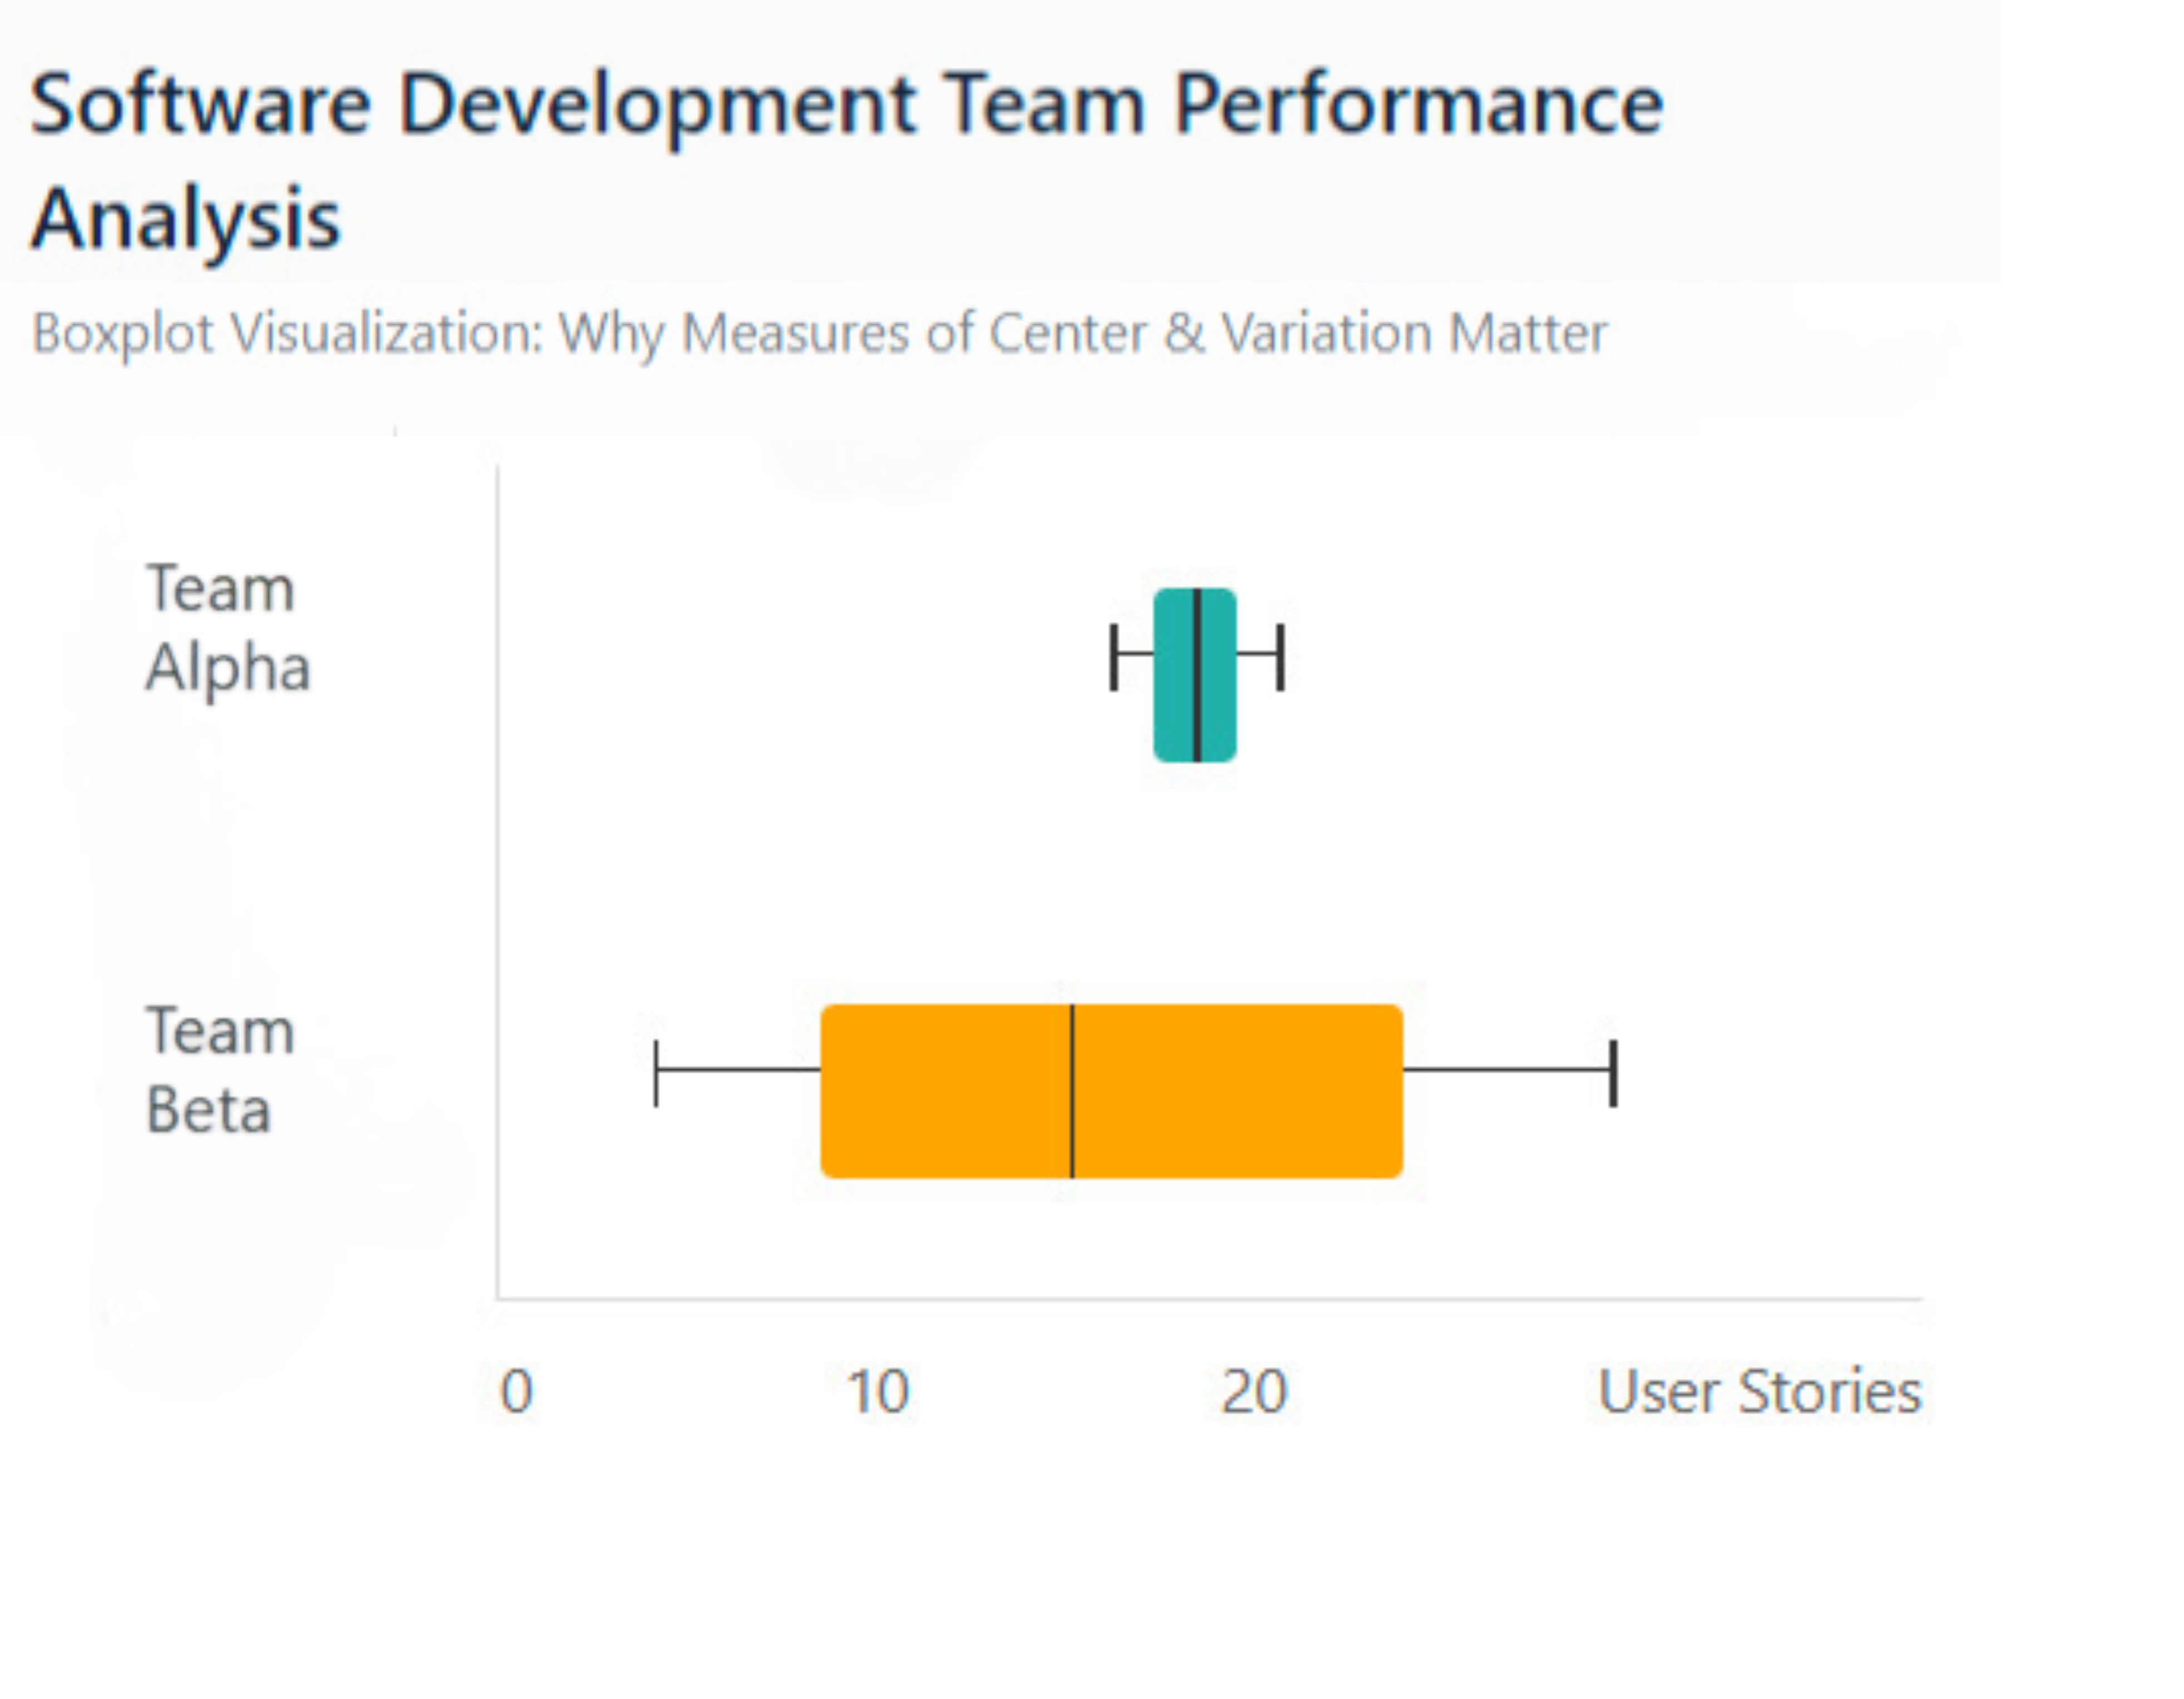 Software Development Team Performance
Analysis
Boxplot Visualization: Why Measures of Center & Variation Matter
Team
Alpha
Team
Beta
0 10 20 User Stories